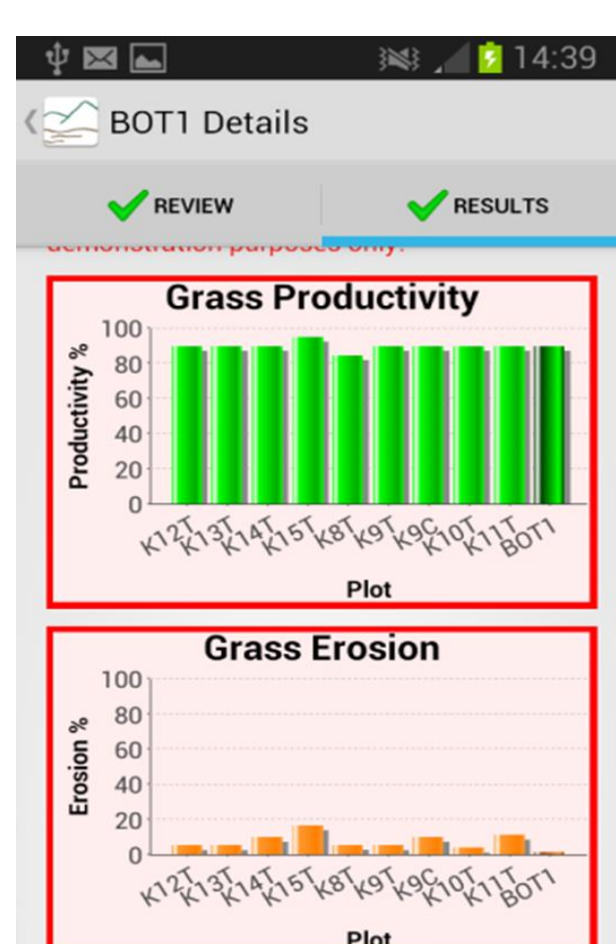 14:39
BOT1 Details
REVIEW
RESULTS
demonstration purposes only.
Grass Productivity
Productivity %
100
80
60
40
20
0
K12T K13T K14T K15T K8T K9T K9C K10T K11T BOT1
Plot
Grass Erosion
Erosion %
100
80
60
40
20
0
K12T K13T K14T K15T K8T K9T K9C K10T K11T BOT1
Plot